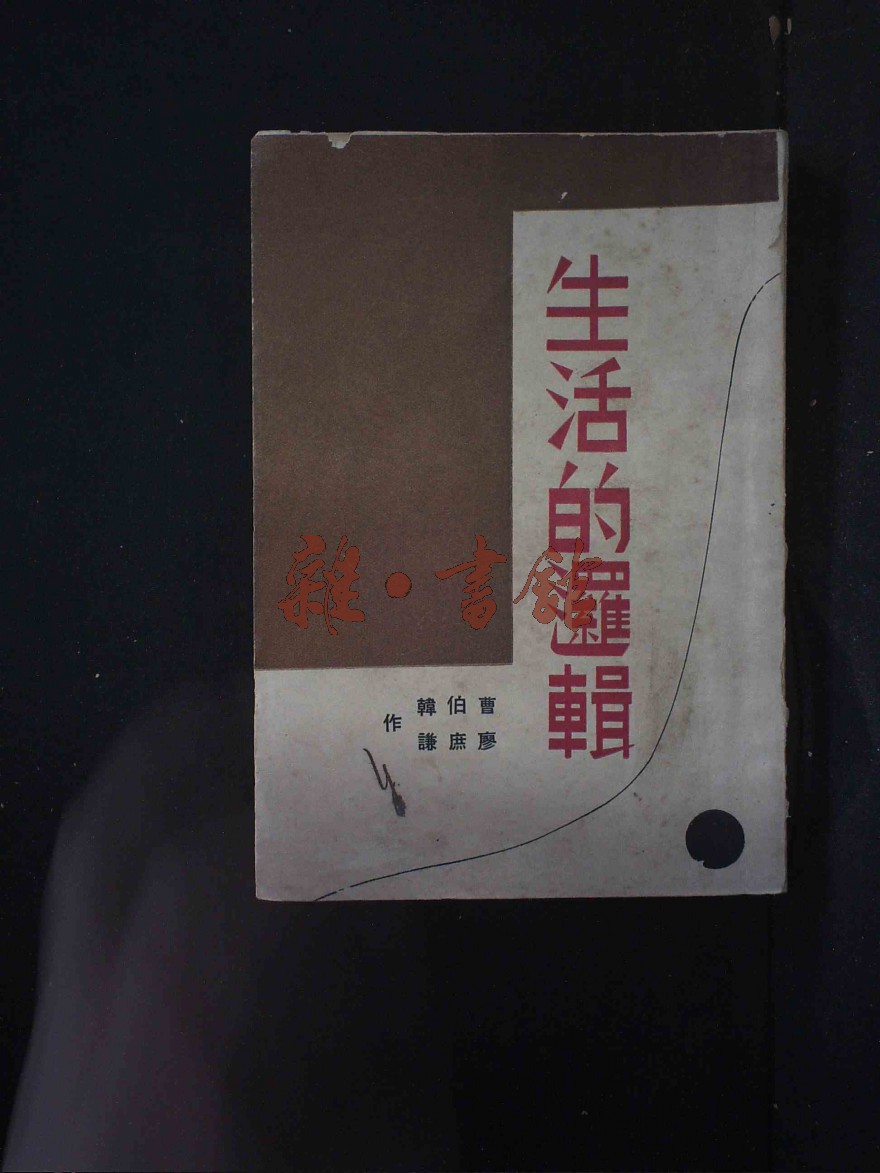 生活的邏輯
曹伯韓
廖庶謙
作
雜·書館